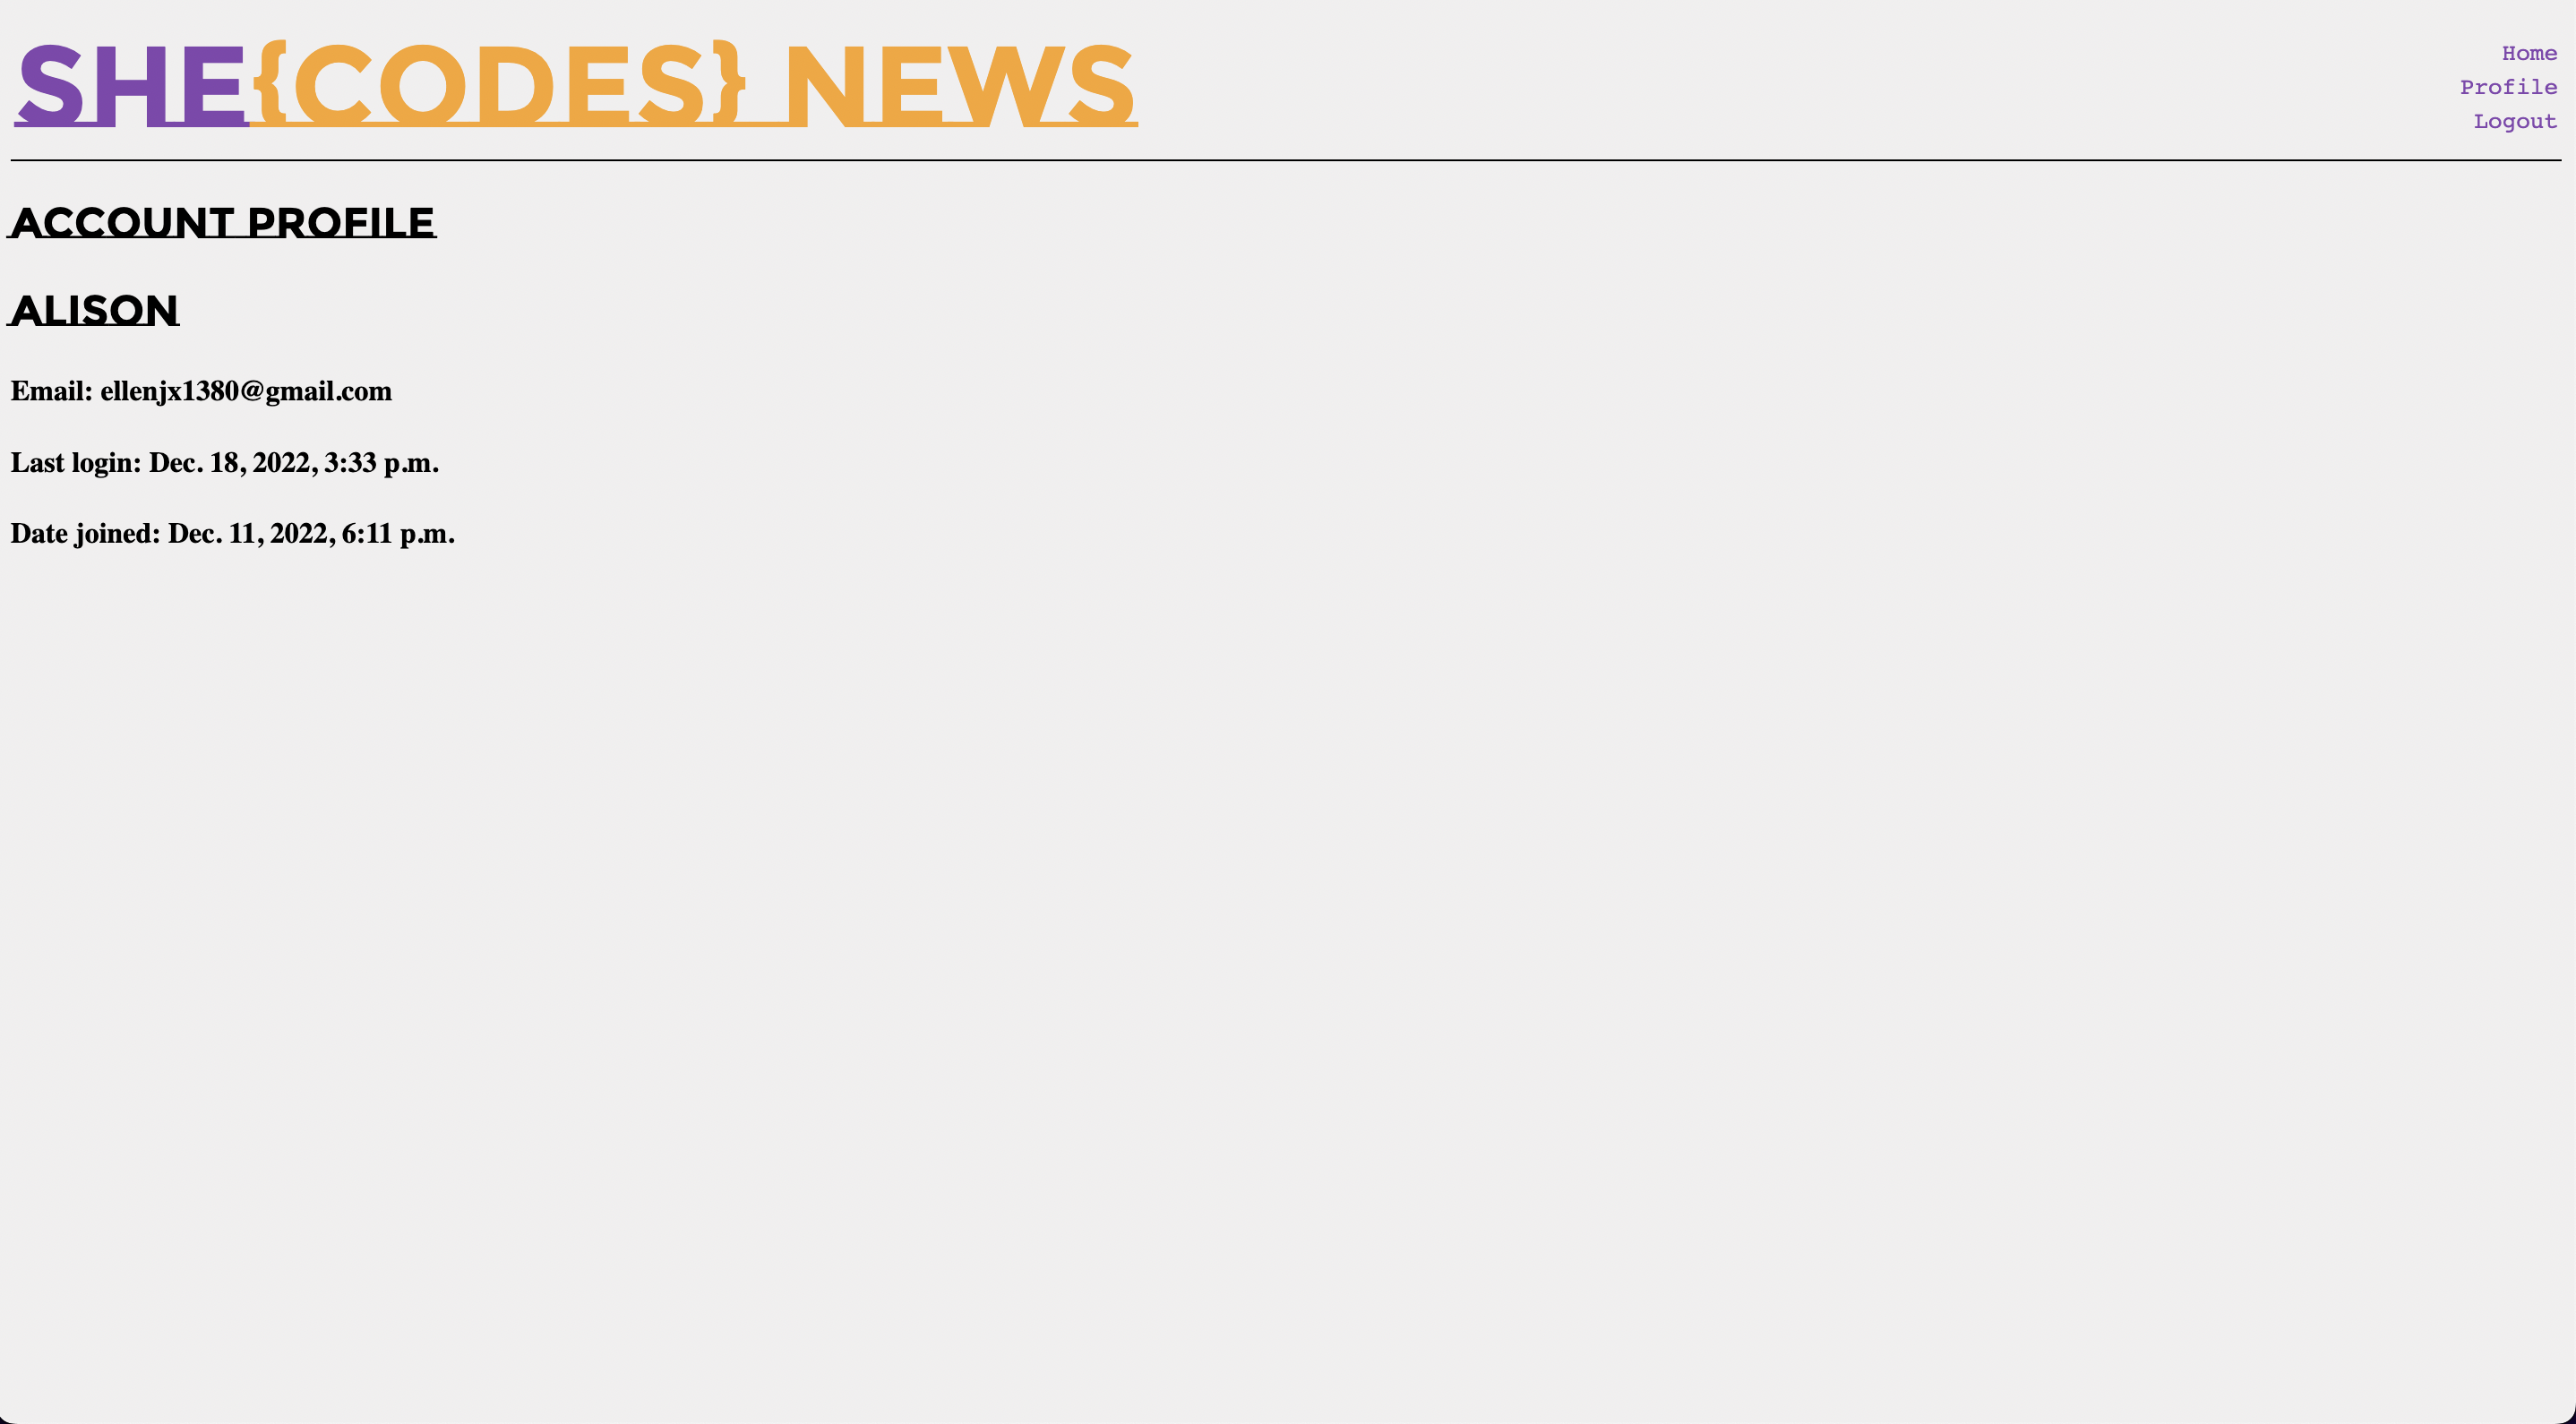 SHE{CODES} NEWS
Home
Profile
Logout
ACCOUNT PROFILE
ALISON
Email: ellenjx1380@gmail.com
Last login: Dec. 18, 2022, 3:33 p.m.
Date joined: Dec. 11, 2022, 6:11 p.m.